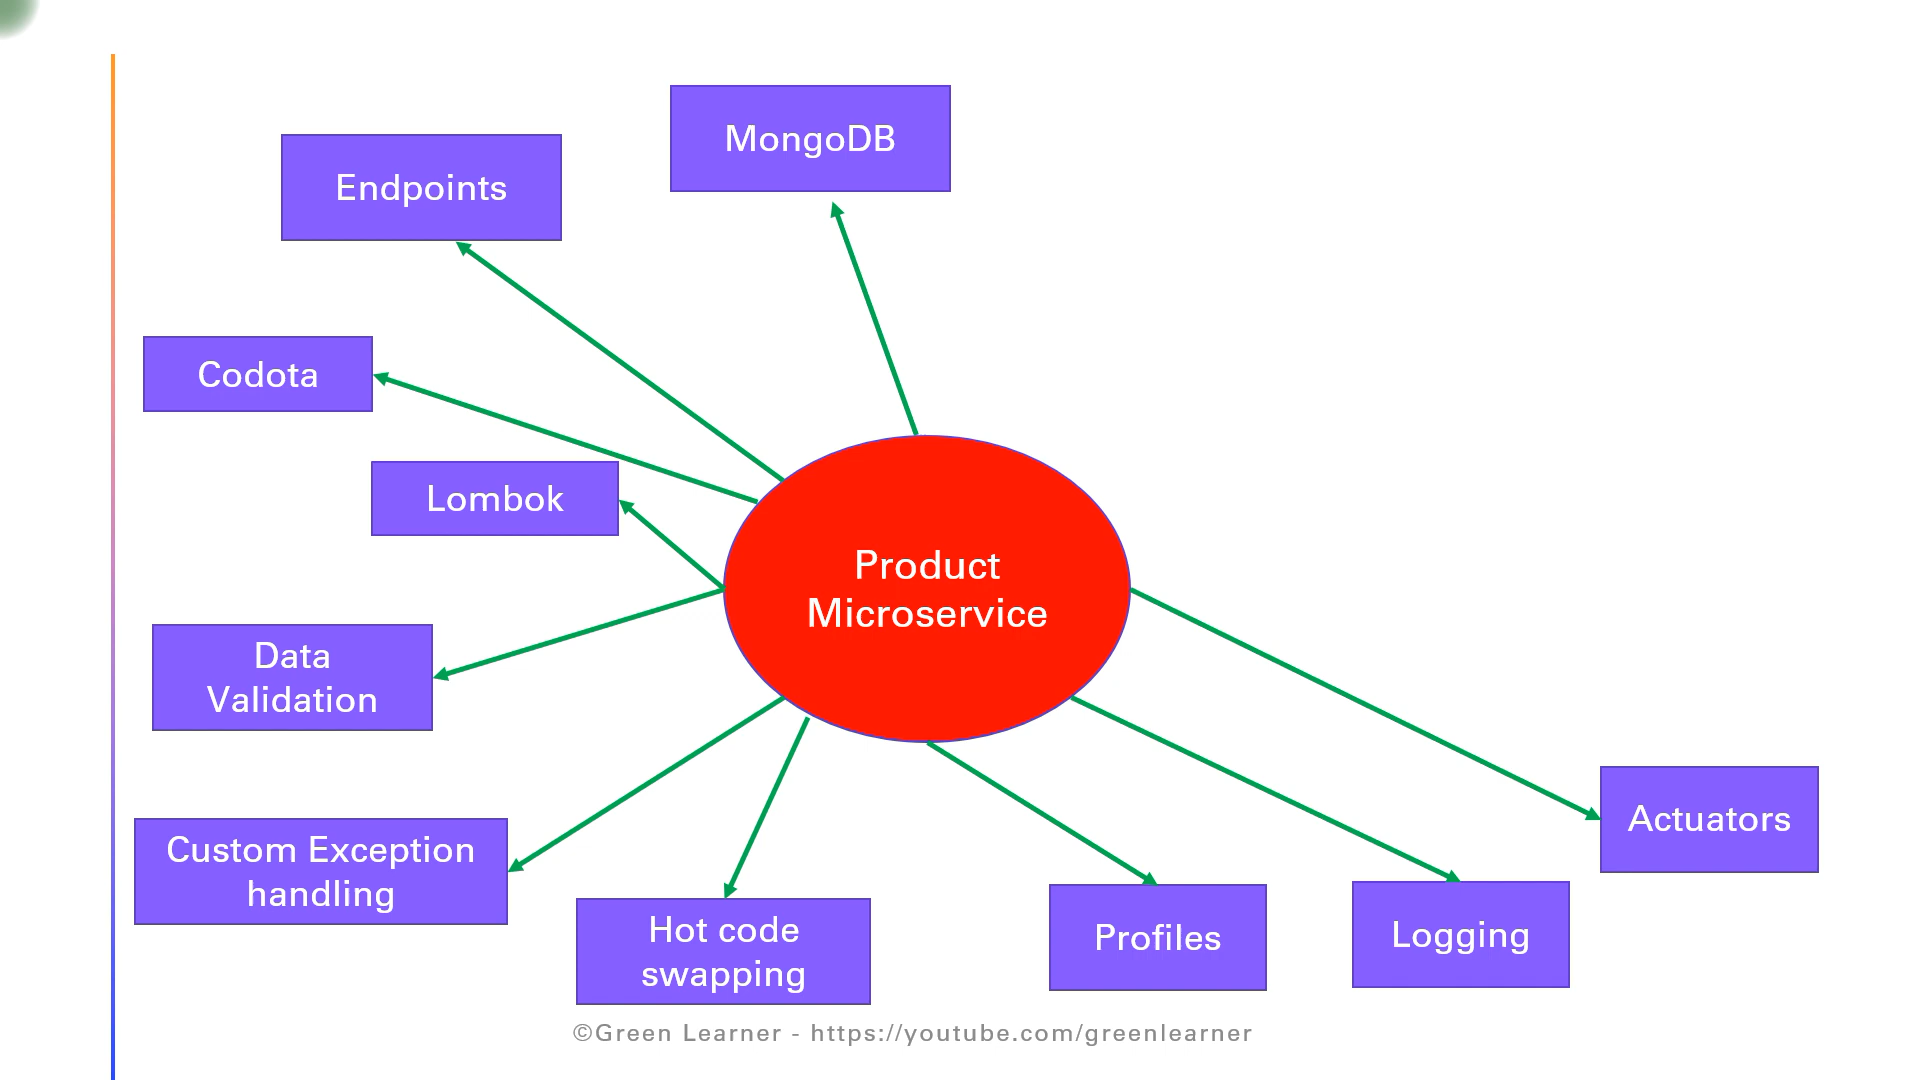 MongoDB
Endpoints
Codota
Lombok
Product
Microservice
Data
Validation
Actuators
Custom Exception
handling
Hot code
swapping
Profiles
Logging
©Green Learner - https://youtube.com/greenlearner